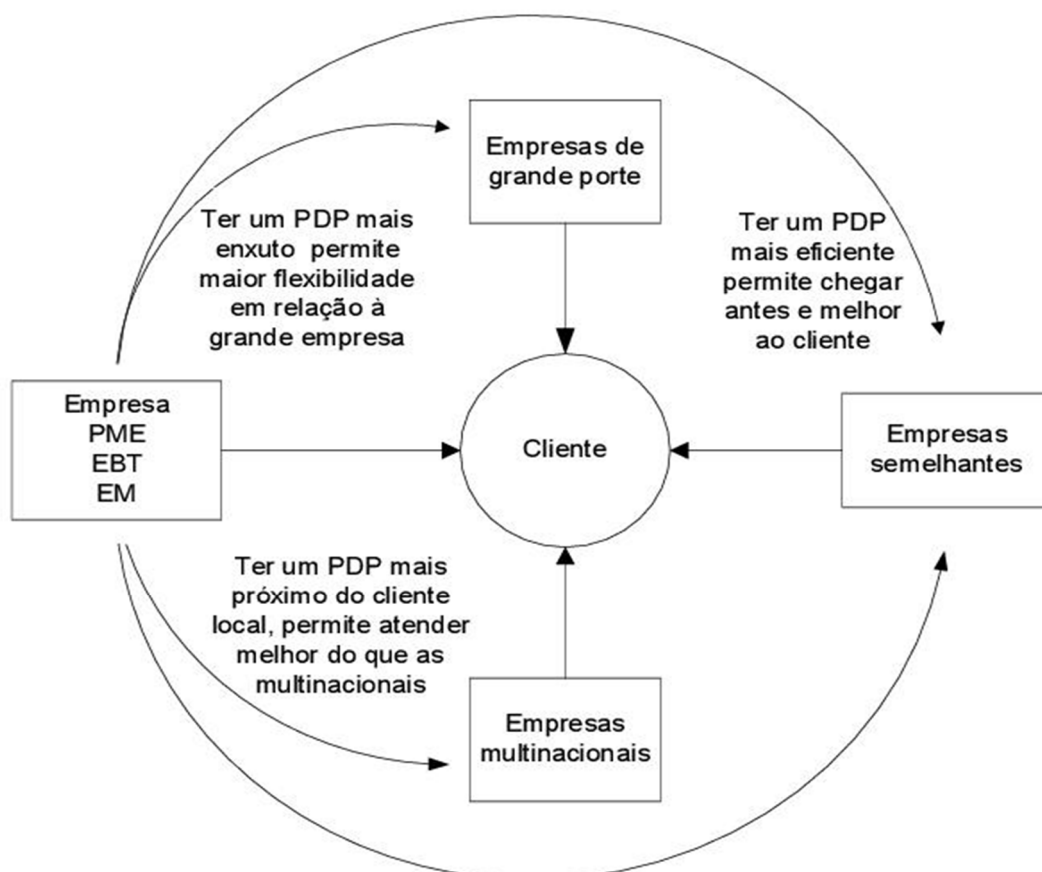 Empresas de
grande porte
Ter um PDP mais
enxuto permite
maior flexibilidade
em relação à
grande empresa
Ter um PDP
mais eficiente
permite chegar
antes e melhor
ao cliente
Empresa
PME
EBT
EM
Cliente
Empresas
semelhantes
Ter um PDP mais
próximo do cliente
local, permite atender
melhor do que as
multinacionais
Empresas
multinacionais